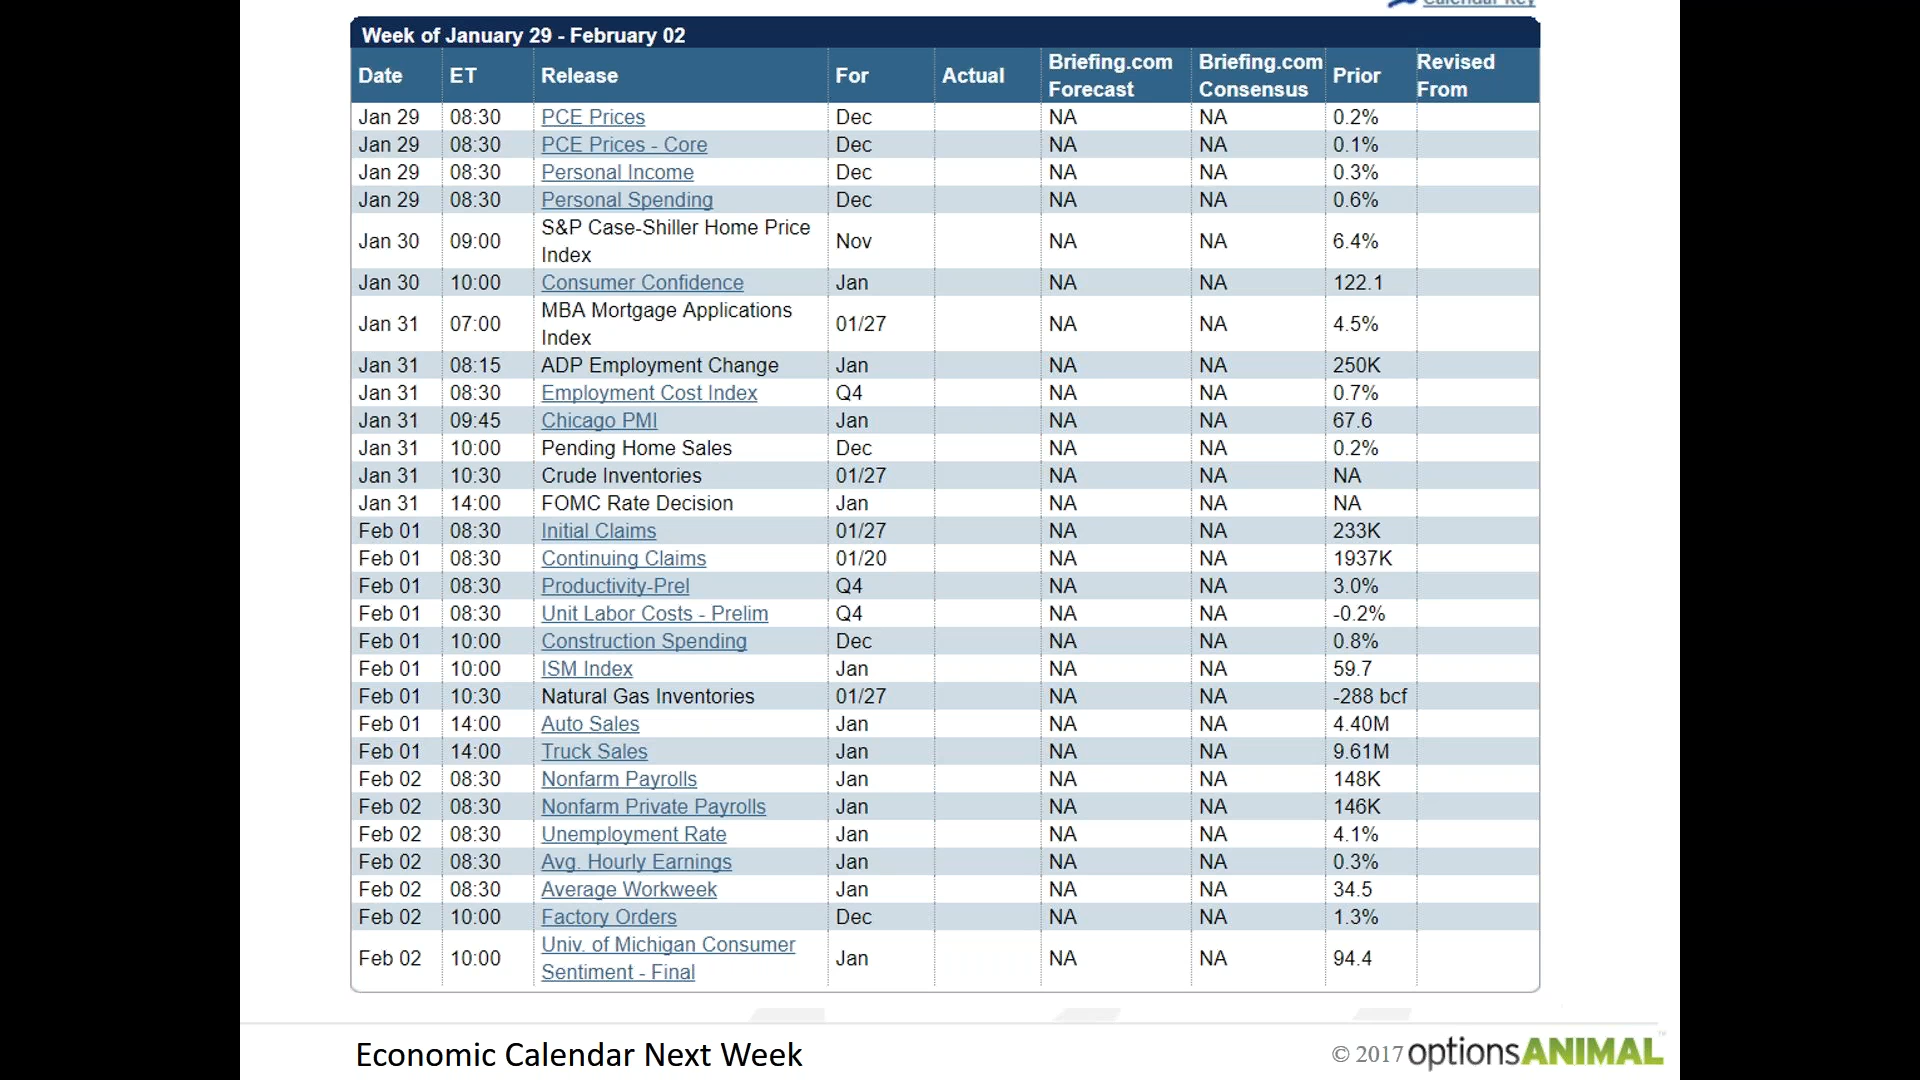 Calendar Key
Week of January 29 - February 02
Date ET Release For Actual Briefing.com Forecast Briefing.com Consensus Prior Revised From
Jan 29 08:30 PCE Prices Dec NA NA 0.2%
Jan 29 08:30 PCE Prices - Core Dec NA NA 0.1%
Jan 29 08:30 Personal Income Dec NA NA 0.3%
Jan 29 08:30 Personal Spending Dec NA NA 0.6%
Jan 30 09:00 S&P Case-Shiller Home Price Index Nov NA NA 6.4%
Jan 30 10:00 Consumer Confidence Jan NA NA 122.1
Jan 31 07:00 MBA Mortgage Applications Index 01/27 NA NA 4.5%
Jan 31 08:15 ADP Employment Change Jan NA NA 250K
Jan 31 08:30 Employment Cost Index Q4 NA NA 0.7%
Jan 31 09:45 Chicago PMI Jan NA NA 67.6
Jan 31 10:00 Pending Home Sales Dec NA NA 0.2%
Jan 31 10:30 Crude Inventories 01/27 NA NA NA
Jan 31 14:00 FOMC Rate Decision Jan NA NA NA
Feb 01 08:30 Initial Claims 01/27 NA NA 233K
Feb 01 08:30 Continuing Claims 01/20 NA NA 1937K
Feb 01 08:30 Productivity-Prel Q4 NA NA 3.0%
Feb 01 08:30 Unit Labor Costs - Prelim Q4 NA NA -0.2%
Feb 01 10:00 Construction Spending Dec NA NA 0.8%
Feb 01 10:00 ISM Index Jan NA NA 59.7
Feb 01 10:30 Natural Gas Inventories 01/27 NA NA -288 bcf
Feb 01 14:00 Auto Sales Jan NA NA 4.40M
Feb 01 14:00 Truck Sales Jan NA NA 9.61M
Feb 02 08:30 Nonfarm Payrolls Jan NA NA 148K
Feb 02 08:30 Nonfarm Private Payrolls Jan NA NA 146K
Feb 02 08:30 Unemployment Rate Jan NA NA 4.1%
Feb 02 08:30 Avg. Hourly Earnings Jan NA NA 0.3%
Feb 02 08:30 Average Workweek Jan NA NA 34.5
Feb 02 10:00 Factory Orders Dec NA NA 1.3%
Feb 02 10:00 Univ. of Michigan Consumer Sentiment - Final Jan NA NA 94.4
Economic Calendar Next Week
© 2017 optionsANIMAL